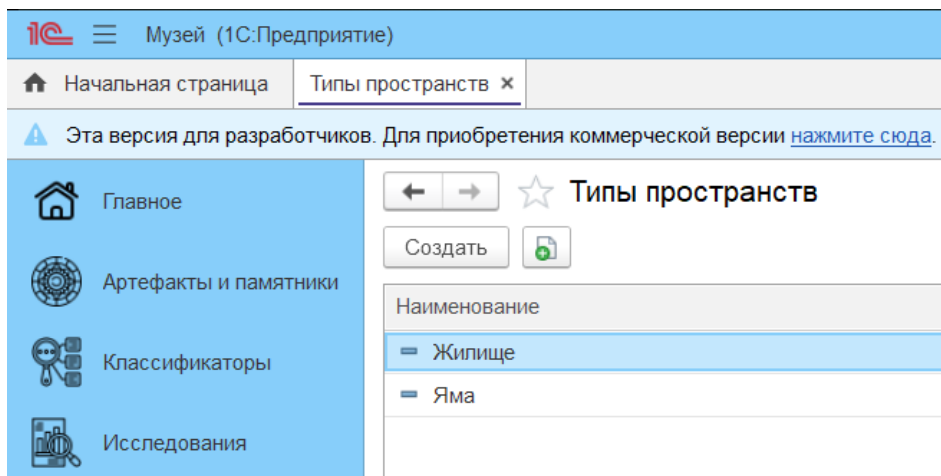 1С Музей (1С:Предприятие)
Начальная страница Типы пространств ×
Эта версия для разработчиков. Для приобретения коммерческой версии нажмите сюда.
Главное
Артефакты и памятники
Классификаторы
Исследования
Типы пространств
Создать
Наименование
Жилище
Яма